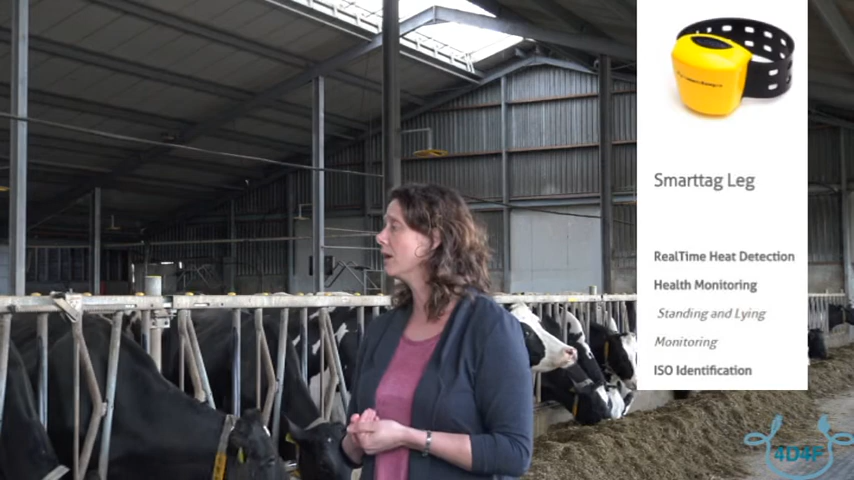 Smarttag Leg
RealTime Heat Detection
Health Monitoring
Standing and Lying
Monitoring
ISO Identification
4D4F